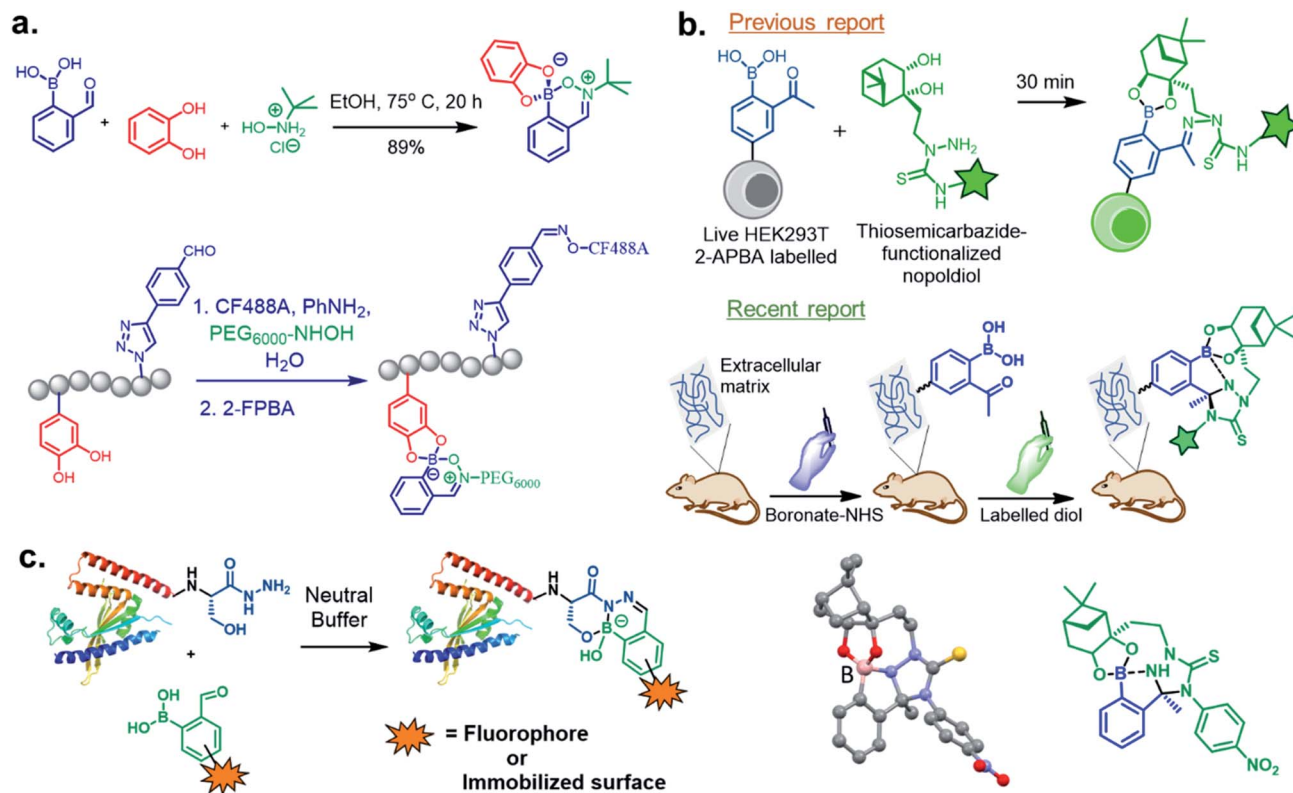 a.
HO
OH
B
O
+
OH
OH
+
HO
+
NH2
Cl⊖
EtOH, 75° C, 20 h
89%
⊖
O
O
B
O
N
⊕
CHO
N
N
N
OH
OH
1. CF488A, PhNH2,
PEG6000-NHOH
H2O
2. 2-FPBA
N
O
CF488A
N
N
N
O
O
B
⊖
O
⊕
N
PEG6000
b.
Previous report
HO
OH
B
O
+
OH
OH
N
NH2
S
N
H
Live HEK293T
2-APBA labelled
Thiosemicarbazide-
functionalized
nopoldiol
30 min
O
B
O
N
N
S
N
H
Recent report
Extracellular
matrix
Boronate-NHS
OH
B
OH
O
Labelled diol
O
B
O
N
N
N
S
c.
H
N
O
N
H
NH2
OH
+
OH
HO
B
O
Neutral
Buffer
H
N
O
N
N
O
B
⊖
HO
= Fluorophore
or
Immobilized surface
B
O
O
B
NH
N
N
S
NO2